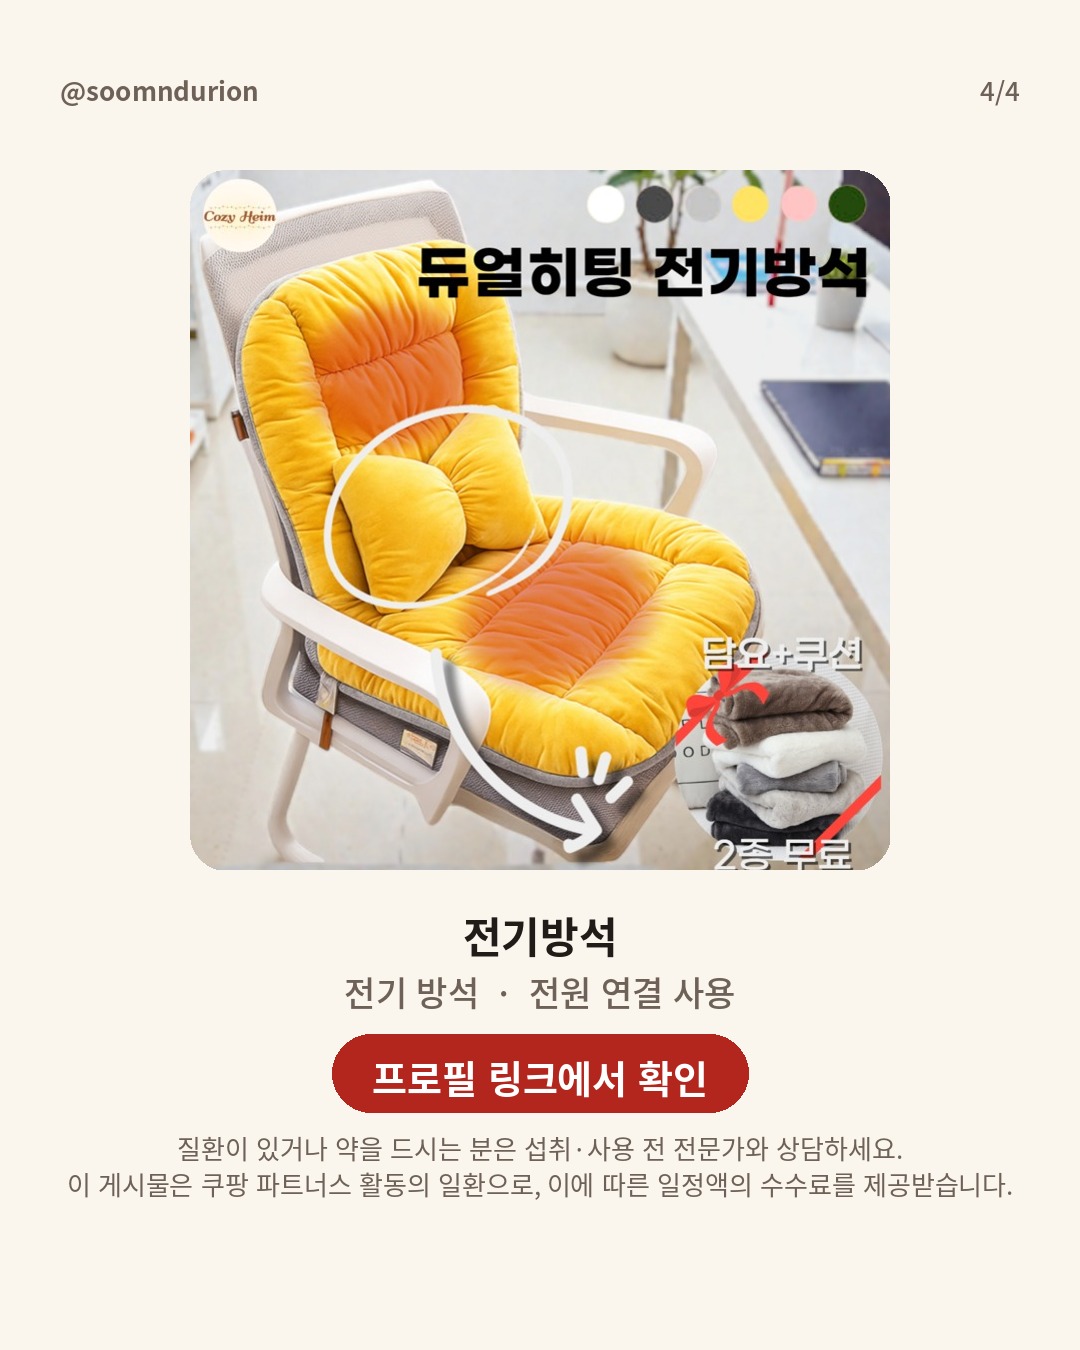 @soomndurion
4/4
Cozy Heim
듀얼히팅 전기방석
담요+쿠션
2종 무료
전기방석
전기 방석 · 전원 연결 사용
프로필 링크에서 확인
질환이 있거나 약을 드시는 분은 섭취·사용 전 전문가와 상담하세요.
이 게시물은 쿠팡 파트너스 활동의 일환으로, 이에 따른 일정액의 수수료를 제공받습니다.